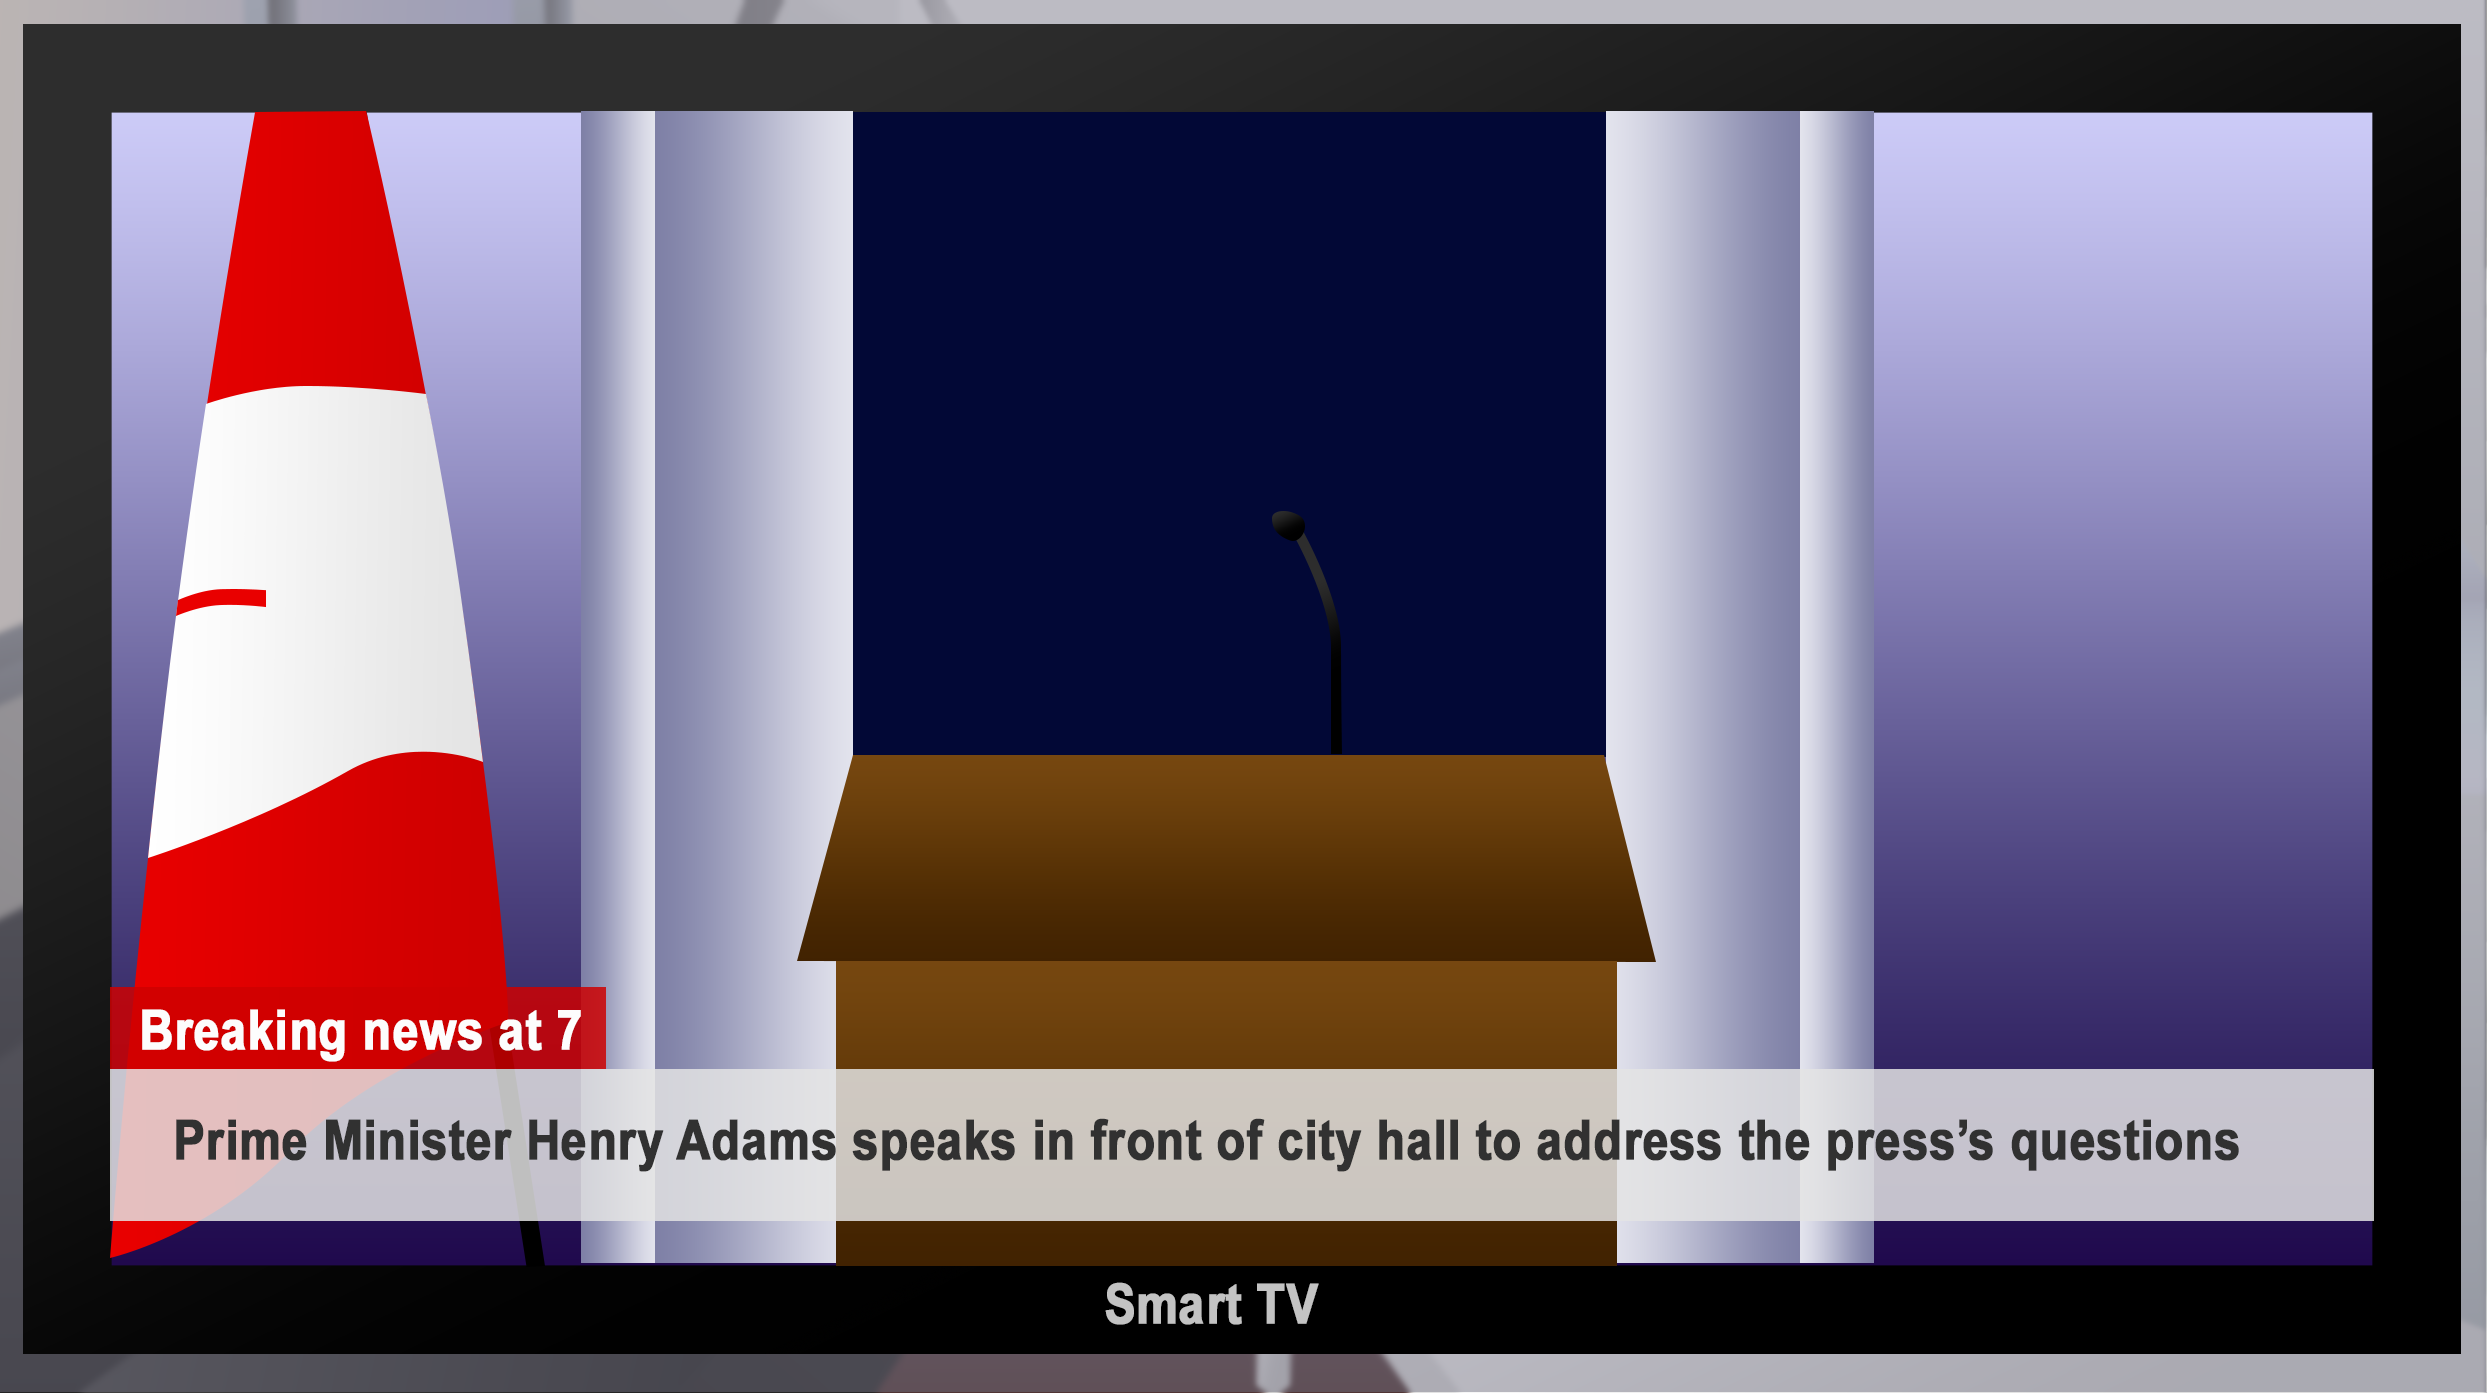 Breaking news at 7
Prime Minister Henry Adams speaks in front of city hall to address the press’s questions
Smart TV